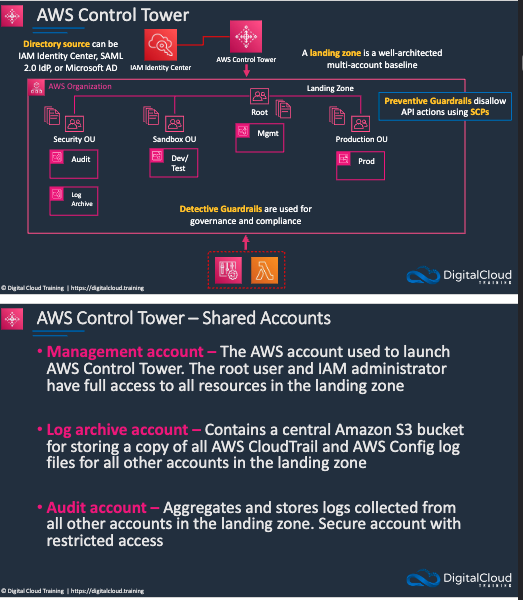 AWS Control Tower
Directory source can be
IAM Identity Center, SAML
2.0 IdP, or Microsoft AD
IAM Identity Center
AWS Control Tower
A landing zone is a well-architected
multi-account baseline
AWS Organization
Landing Zone
Root
Preventive Guardrails disallow
API actions using SCPs
Security OU
Sandbox OU
Mgmt
Production OU
Audit
Dev/
Test
Prod
Log
Archive
Detective Guardrails are used for
governance and compliance
DigitalCloud
TRAINING
© Digital Cloud Training | https://digitalcloud.training
AWS Control Tower – Shared Accounts
• Management account – The AWS account used to launch
AWS Control Tower. The root user and IAM administrator
have full access to all resources in the landing zone
• Log archive account – Contains a central Amazon S3 bucket
for storing a copy of all AWS CloudTrail and AWS Config log
files for all other accounts in the landing zone
• Audit account – Aggregates and stores logs collected from
all other accounts in the landing zone. Secure account with
restricted access
DigitalCloud
TRAINING
© Digital Cloud Training | https://digitalcloud.training